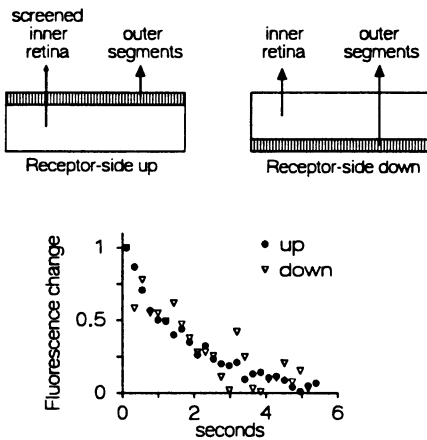 screened
inner
retina
outer
segments
inner
retina
outer
segments
Receptor-side up
Receptor-side down
Fluorescence change
1
0.5
0
up
down
0
2
4
6
seconds